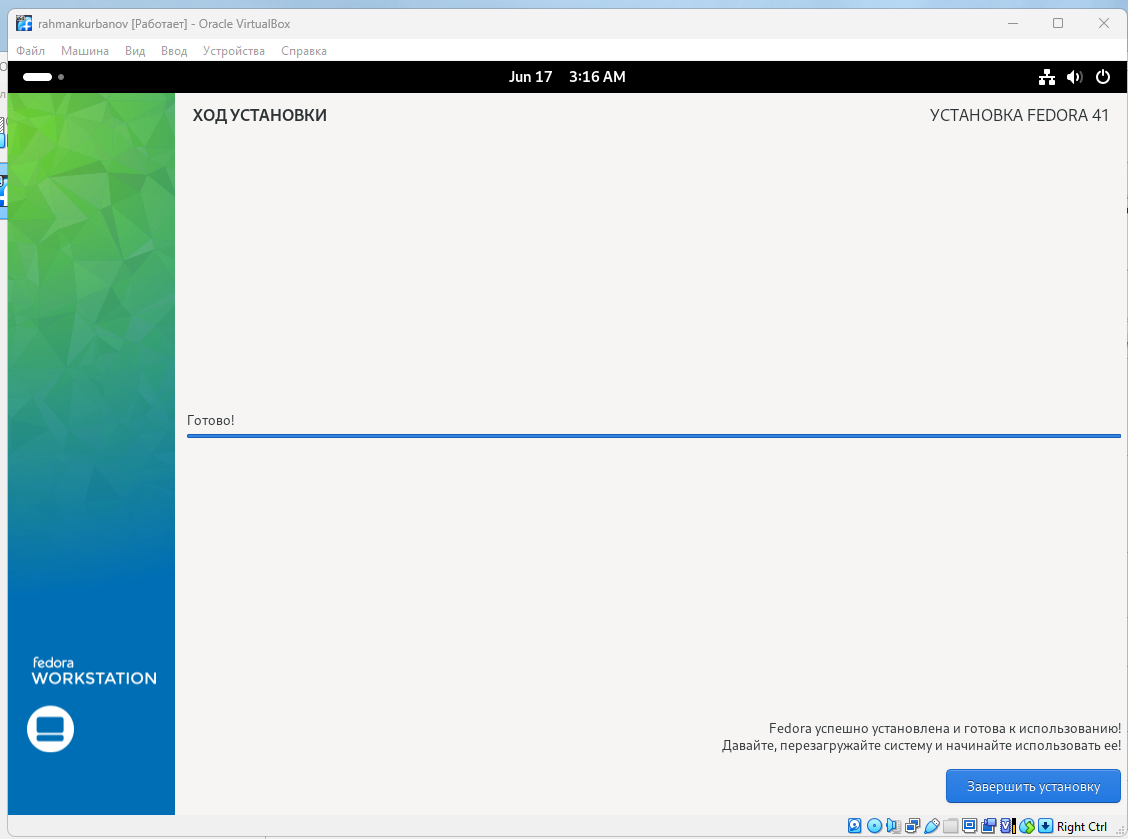 rahmankurbanov [Работает] - Oracle VirtualBox
Файл Машина Вид Ввод Устройства Справка
Jun 17 3:16 AM
ХОД УСТАНОВКИ
УСТАНОВКА FEDORA 41
Готово!
fedora
WORKSTATION
Fedora успешно установлена и готова к использованию!
Давайте, перезагружайте систему и начинайте использовать ее!
Завершить установку
Right Ctrl